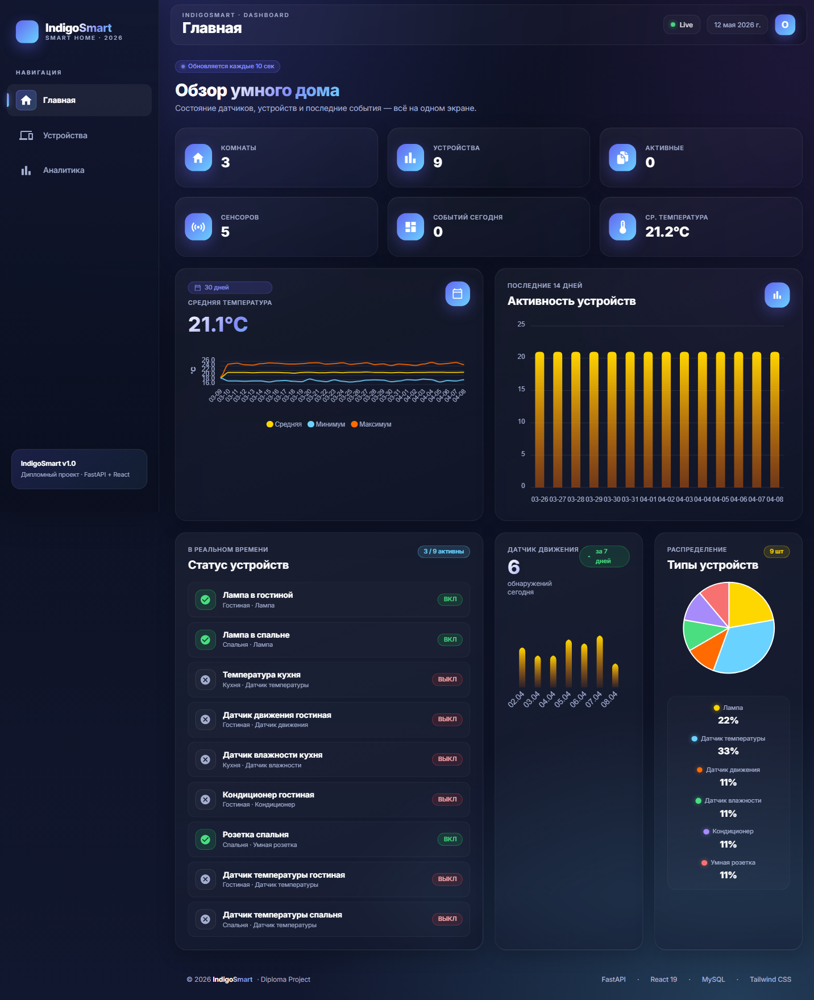 IndigoSmart
SMART HOME · 2026
НАВИГАЦИЯ
Главная
Устройства
Аналитика
IndigoSmart v1.0
Дипломный проект · FastAPI + React
INDIGOSMART · DASHBOARD
Главная
Live
12 мая 2026 г.
O
Обновляется каждые 10 сек
Обзор умного дома
Состояние датчиков, устройств и последние события — всё на одном экране.
КОМНАТЫ
3
УСТРОЙСТВА
9
АКТИВНЫЕ
0
СЕНСОРОВ
5
СОБЫТИЙ СЕГОДНЯ
0
СР. ТЕМПЕРАТУРА
21.2°C
30 дней
СРЕДНЯЯ ТЕМПЕРАТУРА
21.1°C
°C
26.0
24.0
22.0
20.0
18.0
16.0
03-09 03-10 03-11 03-12 03-13 03-14 03-15 03-16 03-17 03-18 03-19 03-20 03-21 03-22 03-23 03-24 03-25 03-26 03-27 03-28 03-29 03-30 03-31 04-01 04-02 04-03 04-04 04-05 04-06 04-07 04-08
Средняя Минимум Максимум
ПОСЛЕДНИЕ 14 ДНЕЙ
Активность устройств
25
20
15
10
5
0
03-26 03-27 03-28 03-29 03-30 03-31 04-01 04-02 04-03 04-04 04-05 04-06 04-07 04-08
В РЕАЛЬНОМ ВРЕМЕНИ
Статус устройств
3 / 9 активны
Лампа в гостиной
Гостиная · Лампа
ВКЛ
Лампа в спальне
Спальня · Лампа
ВКЛ
Температура кухня
Кухня · Датчик температуры
ВЫКЛ
Датчик движения гостиная
Гостиная · Датчик движения
ВЫКЛ
Датчик влажности кухня
Кухня · Датчик влажности
ВЫКЛ
Кондиционер гостиная
Гостиная · Кондиционер
ВЫКЛ
Розетка спальня
Спальня · Умная розетка
ВКЛ
Датчик температуры гостиная
Гостиная · Датчик температуры
ВЫКЛ
Датчик температуры спальня
Спальня · Датчик температуры
ВЫКЛ
ДАТЧИК ДВИЖЕНИЯ
6
обнаружений
сегодня
за 7
дней
02.04 03.04 04.04 05.04 06.04 07.04 08.04
РАСПРЕДЕЛЕНИЕ
Типы устройств
9 шт
Лампа
22%
Датчик температуры
33%
Датчик движения
11%
Датчик влажности
11%
Кондиционер
11%
Умная розетка
11%
© 2026 IndigoSmart · Diploma Project
FastAPI · React 19 · MySQL · Tailwind CSS